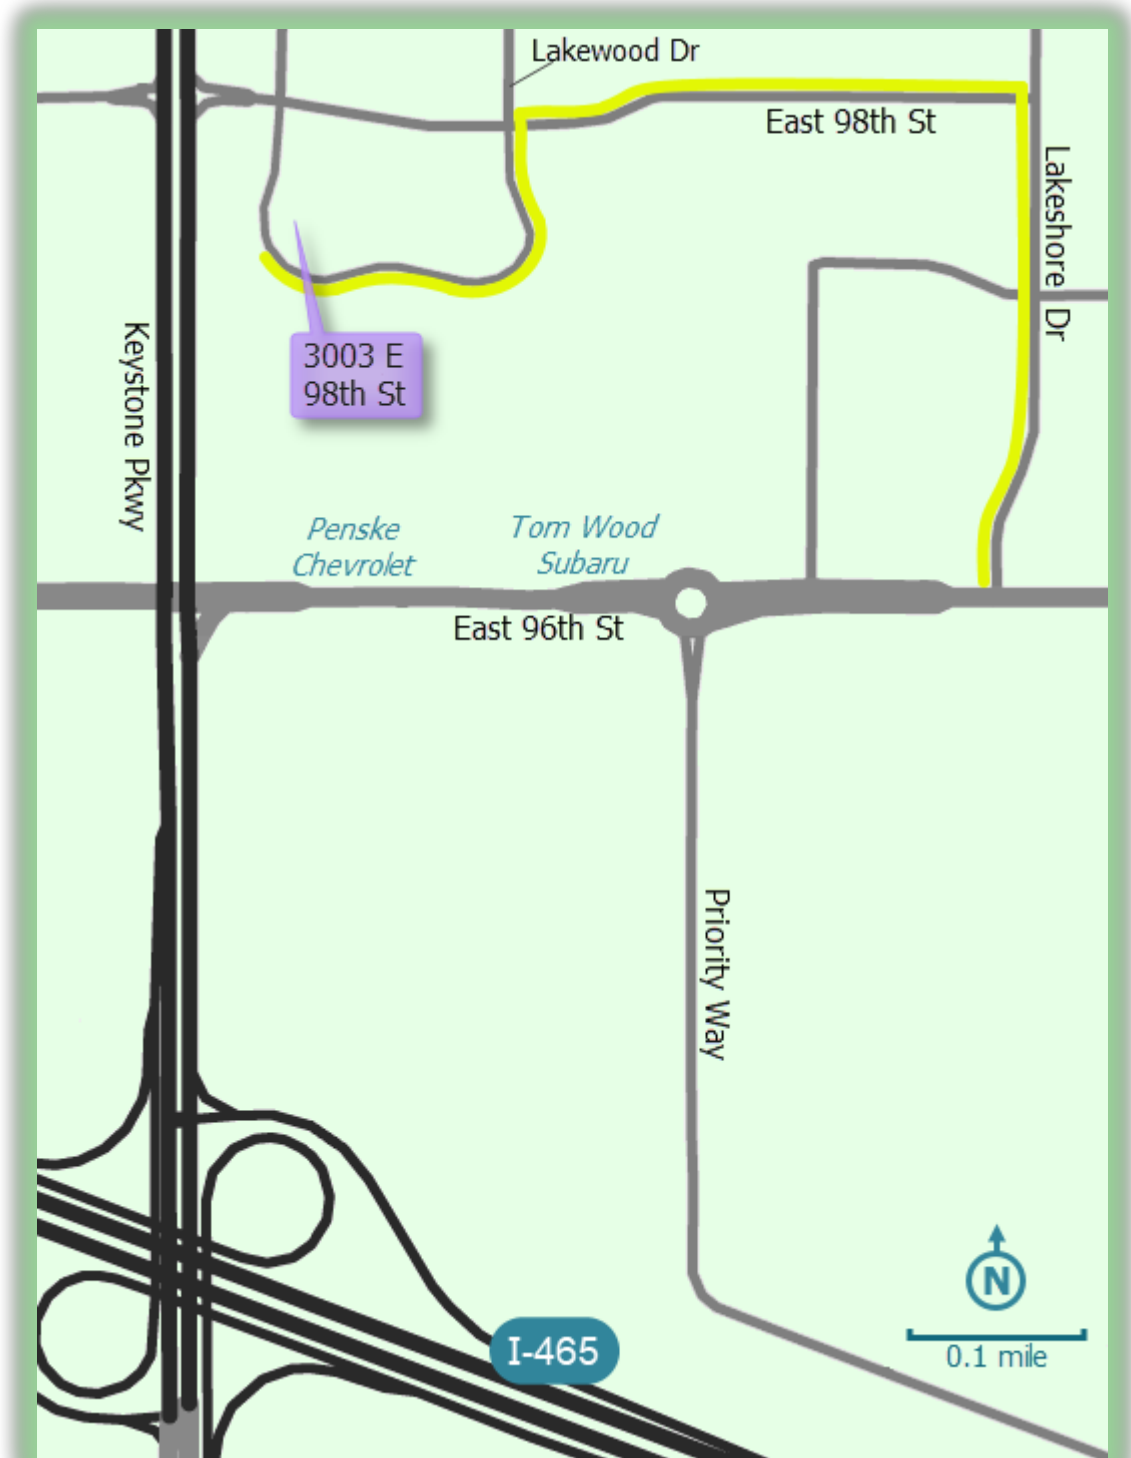 Lakewood Dr
East 98th St
Lakeshore Dr
3003 E
98th St
Keystone Pkwy
Penske
Chevrolet
Tom Wood
Subaru
East 96th St
Priority Way
N
I-465
0.1 mile